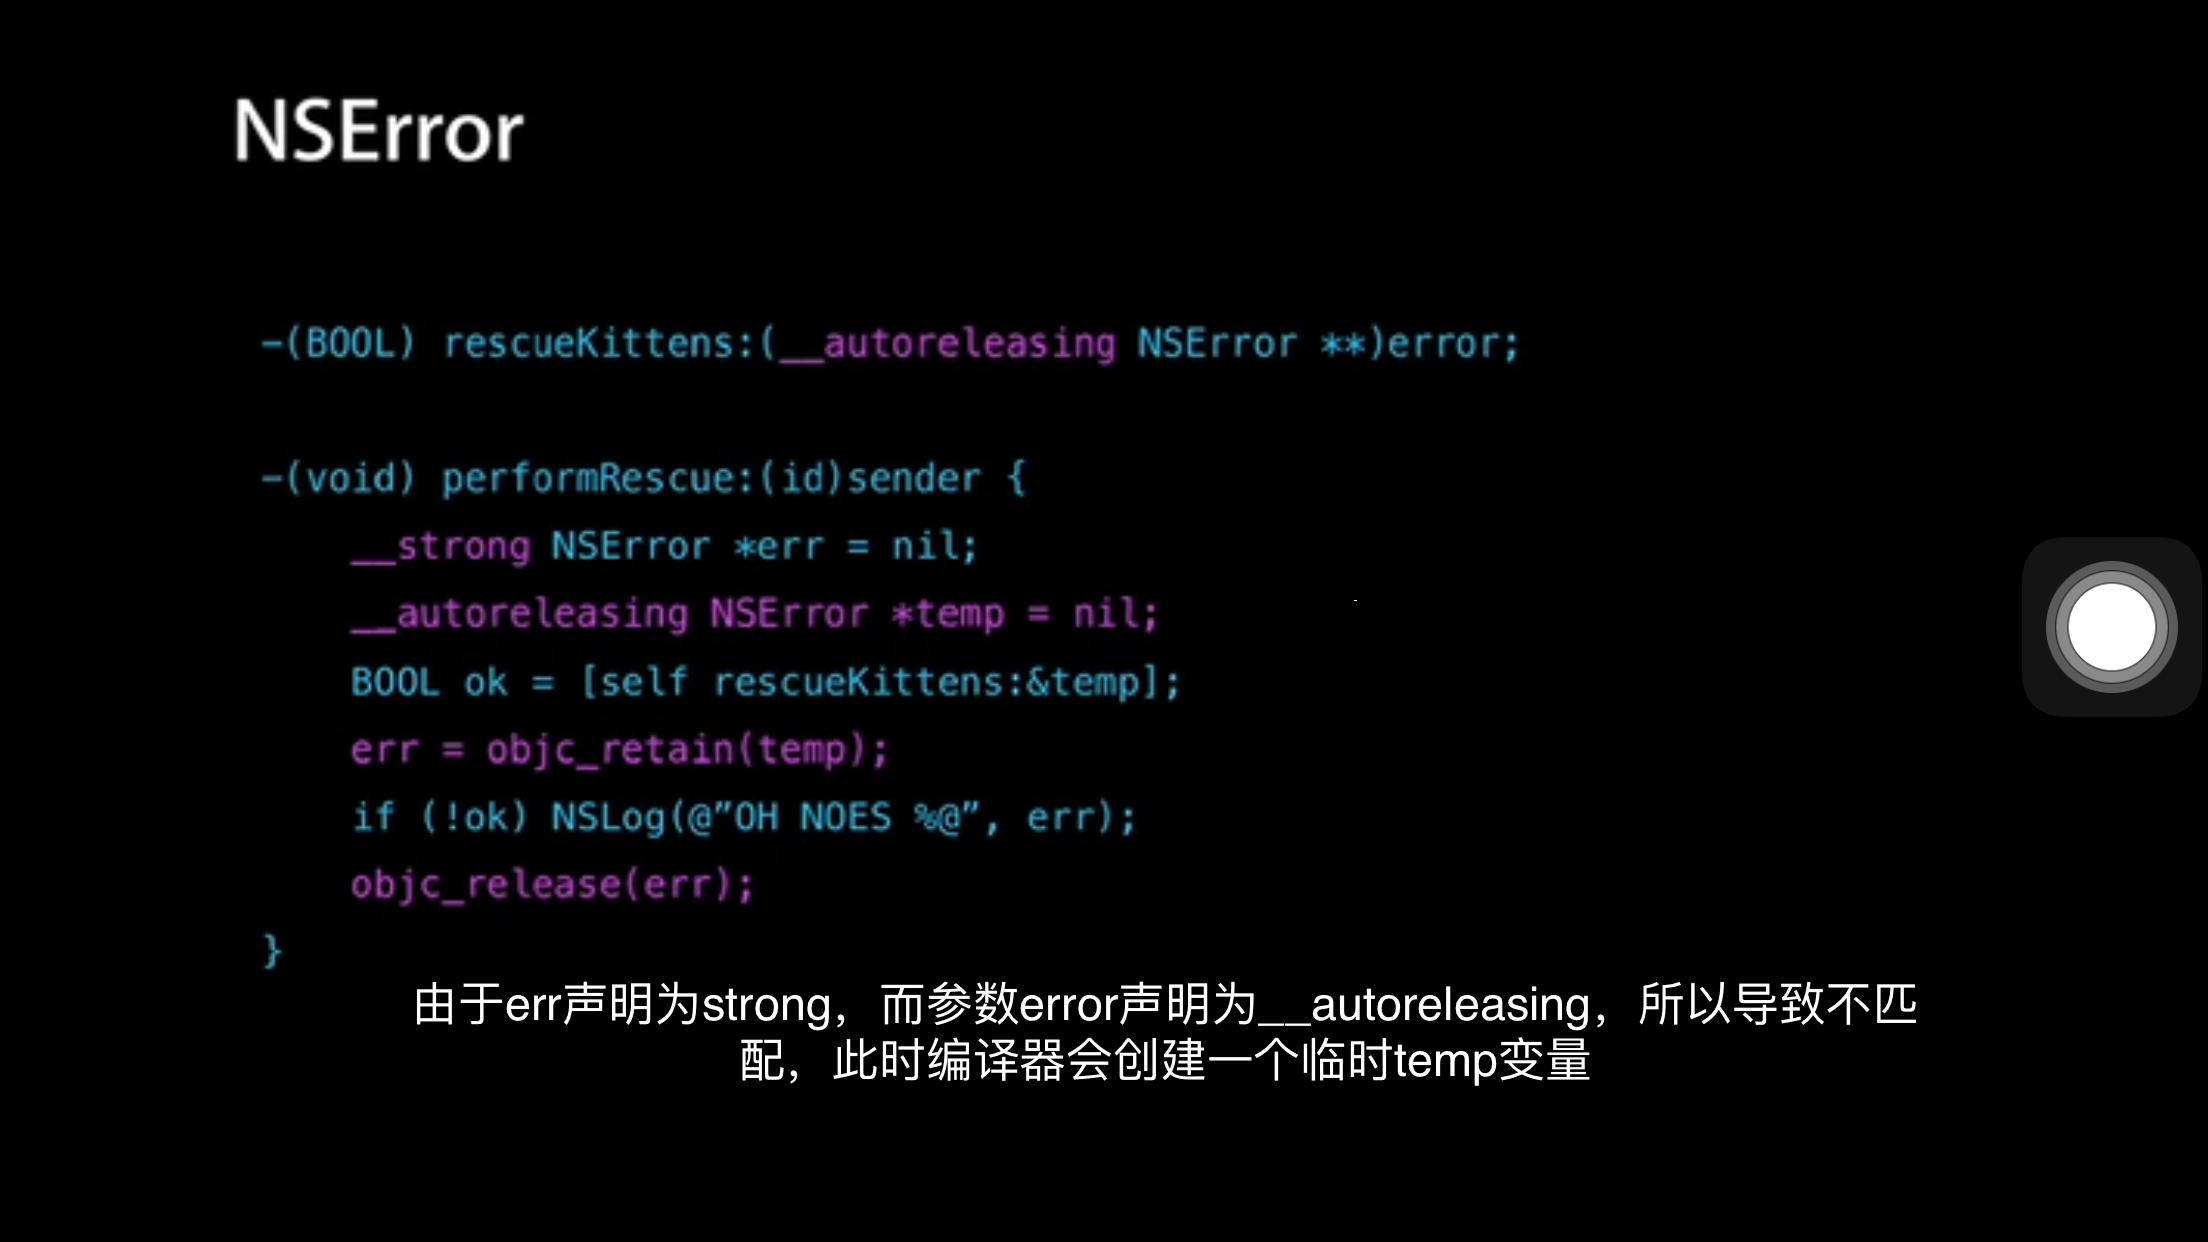 NSError
-(BOOL) rescueKittens:(__autoreleasing NSError **)error;
-(void) performRescue:(id)sender {
__strong NSError *err = nil;
__autoreleasing NSError *temp = nil;
BOOL ok = [self rescueKittens:&temp];
err = objc_retain(temp);
if (!ok) NSLog(@”OH NOES %@”, err);
objc_release(err);
}
由于err声明为strong，而参数error声明为__autoreleasing，所以导致不匹
配，此时编译器会创建一个临时temp变量